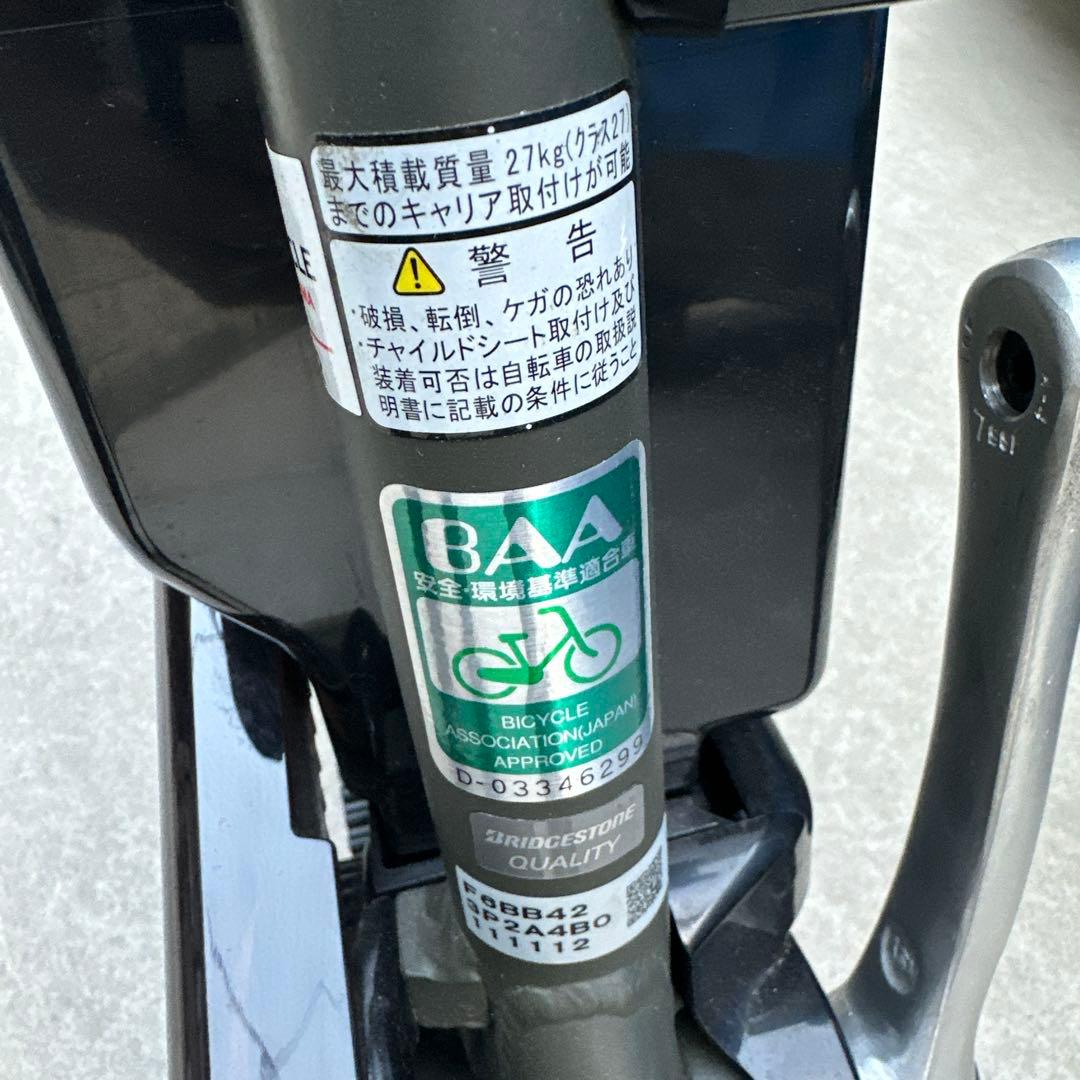 最大積載質量 27kg(クラス27)
までのキャリア取付けが可能
警告
・破損、転倒、ケガの恐れあり
・チャイルドシート取付け及び
装着可否は自転車の取扱説
明書に記載の条件に従うこと
BAA
安全・環境基準適合車
BICYCLE
ASSOCIATION(JAPAN)
APPROVED
D-03346299
BRIDGESTONE
QUALITY
F6BB42
3P2A4B0
111112